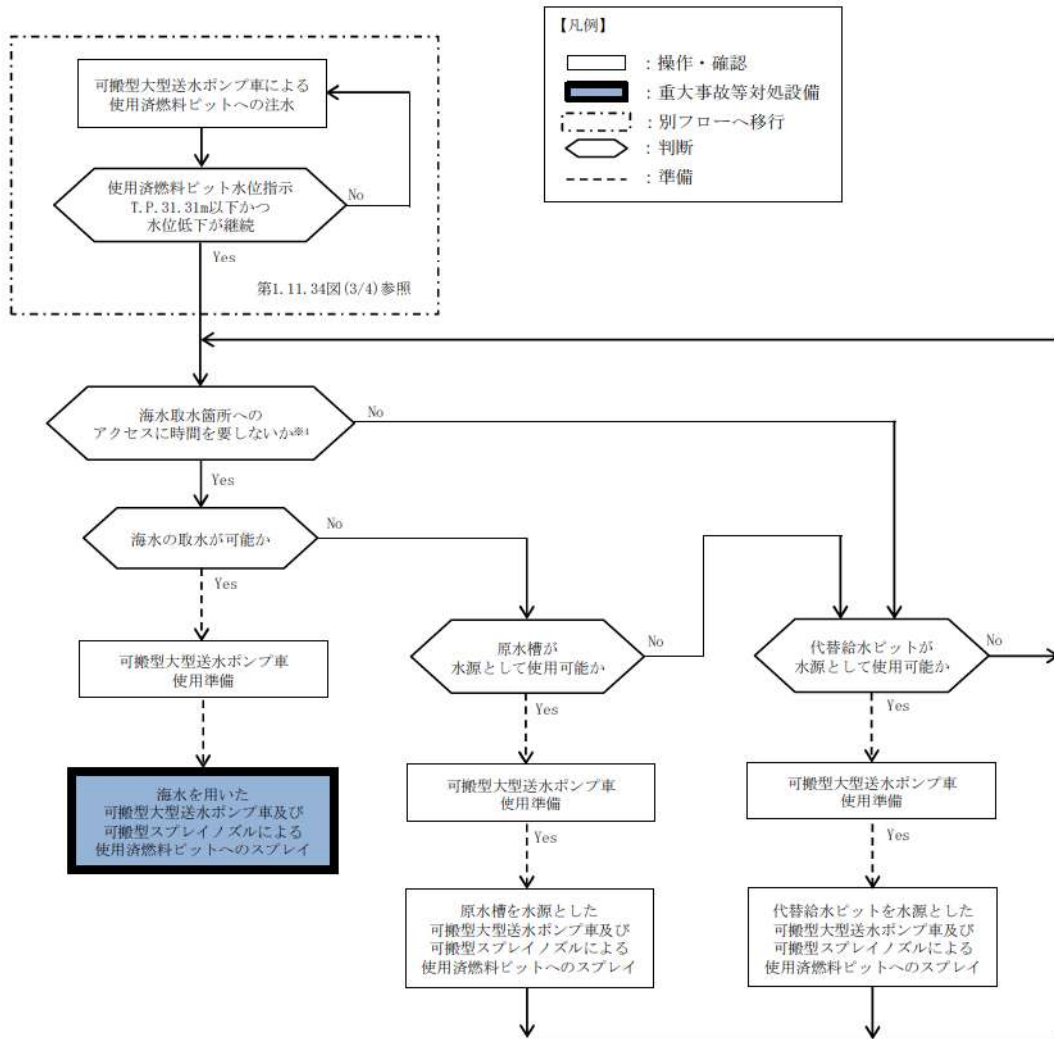 【凡例】
：操作・確認
：重大事故等対処設備
：別フローへ移行
：判断
：準備
可搬型大型送水ポンプ車による
使用済燃料ピットへの注水
使用済燃料ピット水位指示
T.P.31.31m以下かつ
水位低下が継続
No
Yes
第1.11.34図(3/4)参照
海水取水箇所への
アクセスに時間を要しないか※1
No
Yes
海水の取水が可能か
No
Yes
可搬型大型送水ポンプ車
使用準備
海水を用いた
可搬型大型送水ポンプ車及び
可搬型スプレイノズルによる
使用済燃料ピットへのスプレイ
原水槽が
水源として使用可能か
No
Yes
可搬型大型送水ポンプ車
使用準備
Yes
原水槽を水源とした
可搬型大型送水ポンプ車及び
可搬型スプレイノズルによる
使用済燃料ピットへのスプレイ
代替給水ピットが
水源として使用可能か
No
Yes
可搬型大型送水ポンプ車
使用準備
Yes
代替給水ピットを水源とした
可搬型大型送水ポンプ車及び
可搬型スプレイノズルによる
使用済燃料ピットへのスプレイ